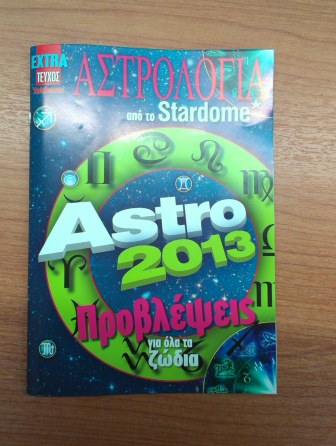 EXTRA
ΤΕΥΧΟΣ
ΑΣΤΡΟΛΟΓΙΑ
από το Stardome
Astro
2013
Προβλέψεις
για όλα τα
ζώδια